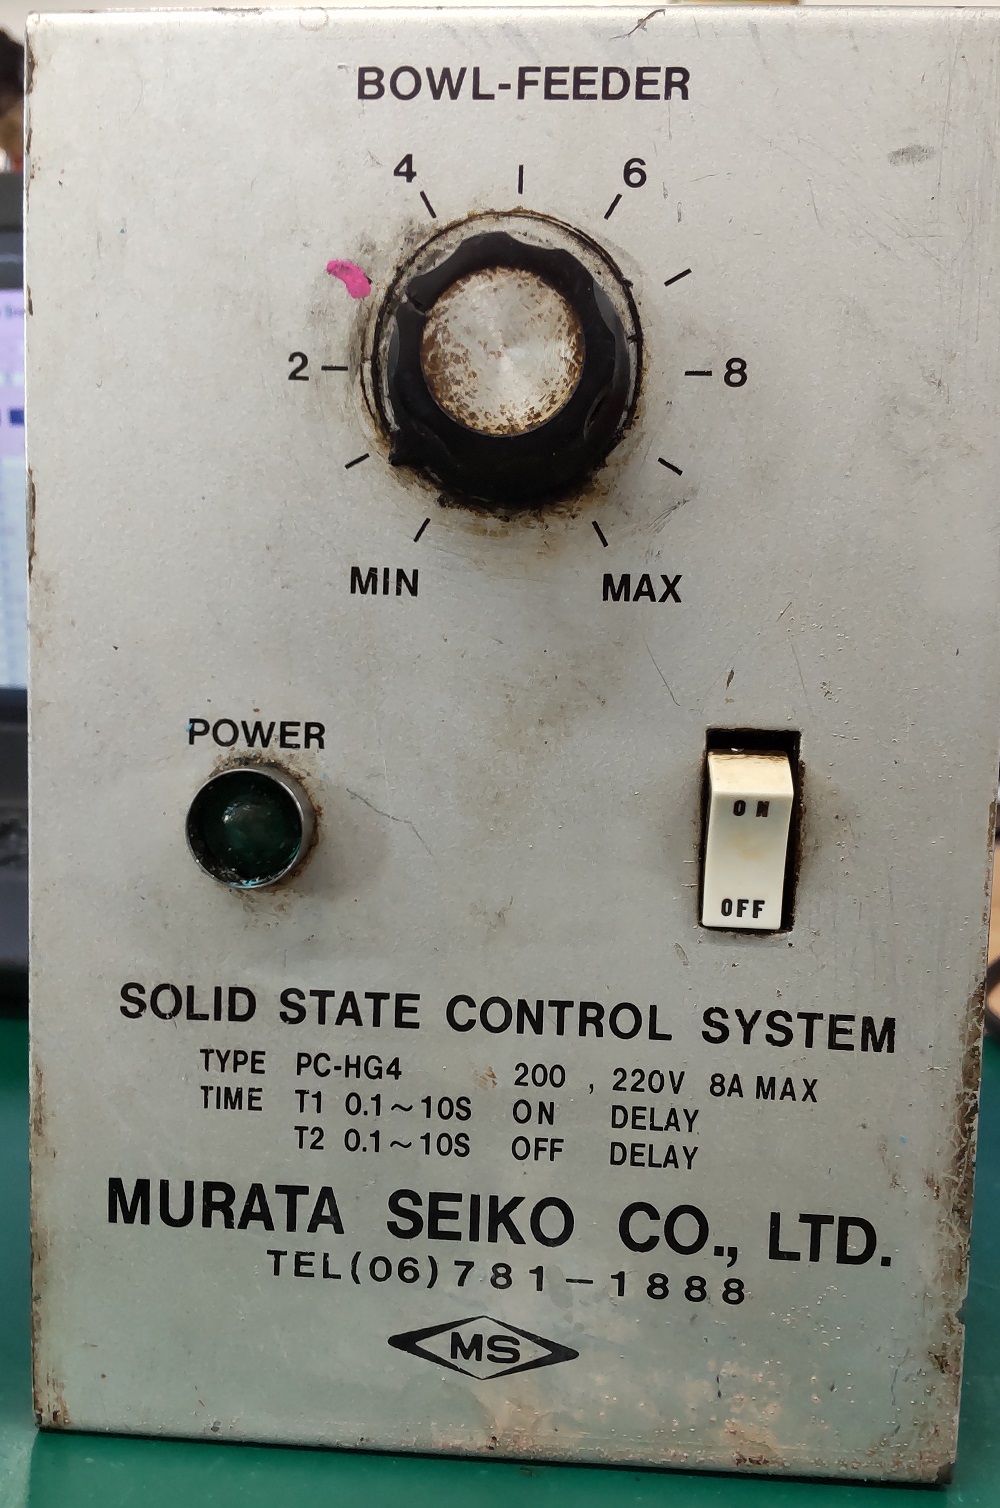 BOWL-FEEDER
4 6
2 8
MIN MAX
POWER
ON
OFF
SOLID STATE CONTROL SYSTEM
TYPE PC-HG4 200 , 220V 8A MAX
TIME T1 0.1~10S ON DELAY
T2 0.1~10S OFF DELAY
MURATA SEIKO CO., LTD.
TEL(06)781-1888
MS